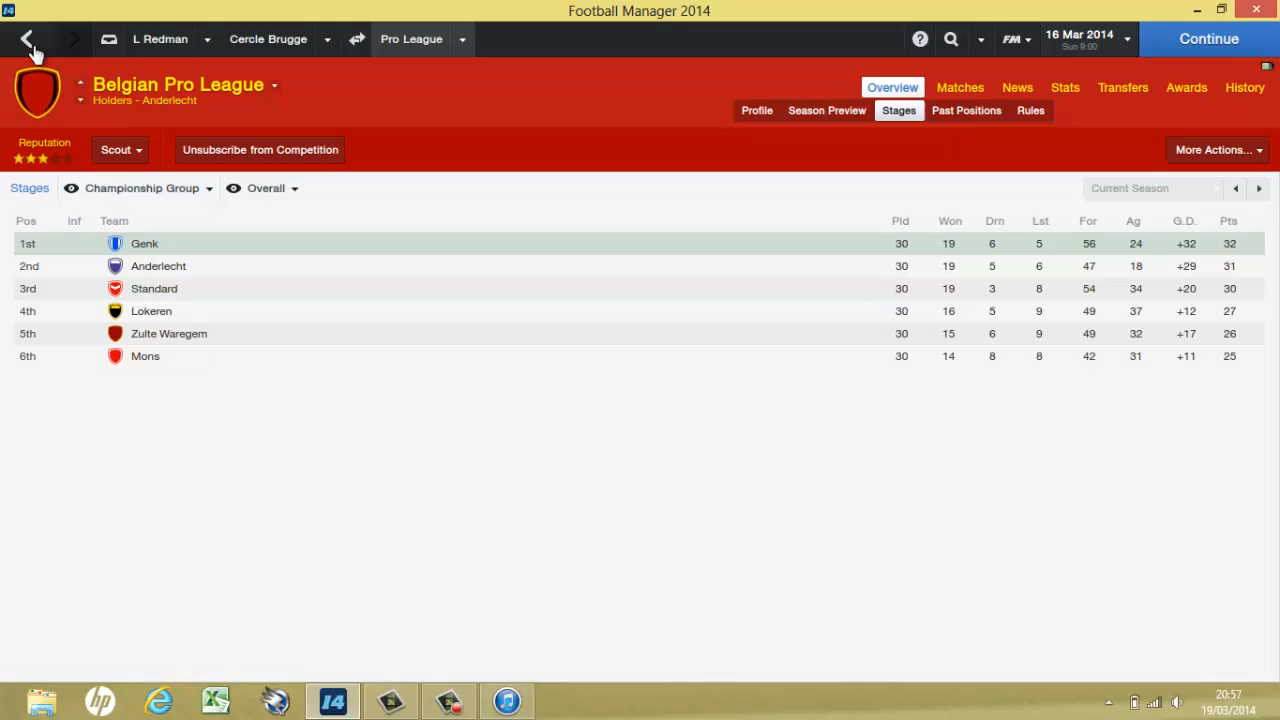 Football Manager 2014
L Redman Cercle Brugge Pro League FM 16 Mar 2014 Continue
Sun 9:00
Belgian Pro League
Holders - Anderlecht
Overview Matches News Stats Transfers Awards History
Profile Season Preview Stages Past Positions Rules
Reputation
Scout Unsubscribe from Competition More Actions...
Stages Championship Group Overall Current Season
Pos Inf Team Pld Won Drn Lst For Ag G.D. Pts
1st Genk 30 19 6 5 56 24 +32 32
2nd Anderlecht 30 19 5 6 47 18 +29 31
3rd Standard 30 19 3 8 54 34 +20 30
4th Lokeren 30 16 5 9 49 37 +12 27
5th Zulte Waregem 30 15 6 9 49 32 +17 26
6th Mons 30 14 8 8 42 31 +11 25
20:57
19/03/2014